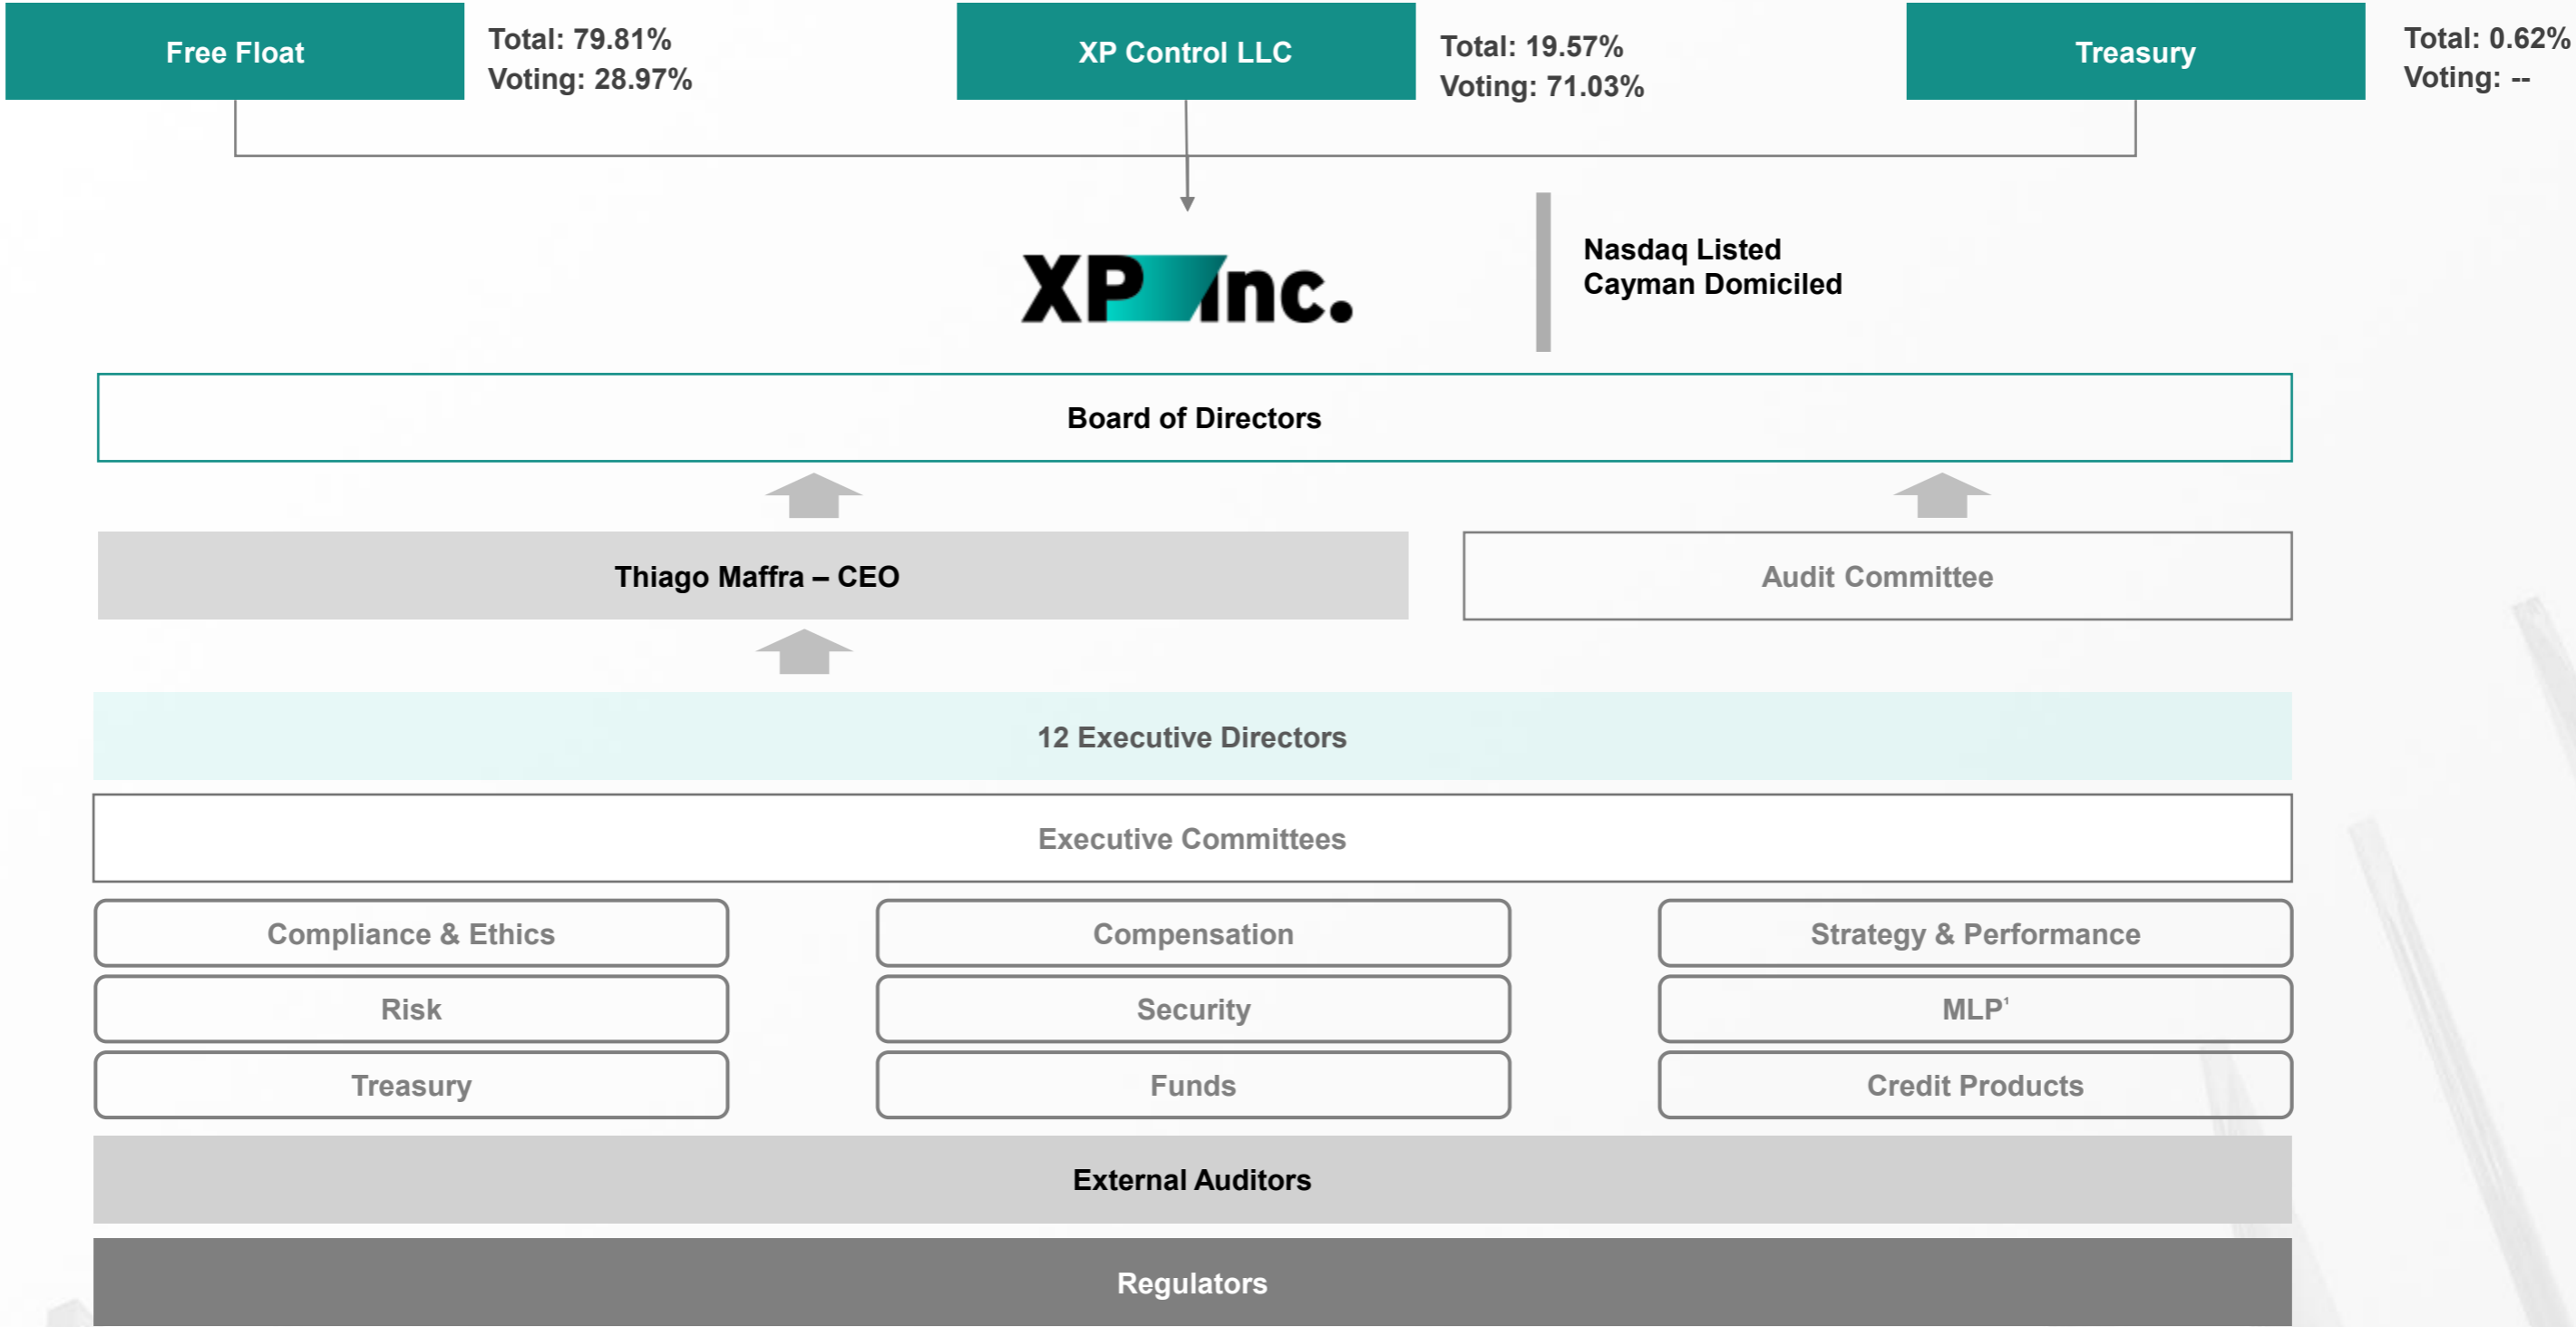 Free Float
Total: 79.81%
Voting: 28.97%
XP Control LLC
Total: 19.57%
Voting: 71.03%
Treasury
Total: 0.62%
Voting: --
XP Inc.
Nasdaq Listed
Cayman Domiciled
Board of Directors
Thiago Maffra – CEO
Audit Committee
12 Executive Directors
Executive Committees
Compliance & Ethics
Compensation
Strategy & Performance
Risk
Security
MLP¹
Treasury
Funds
Credit Products
External Auditors
Regulators